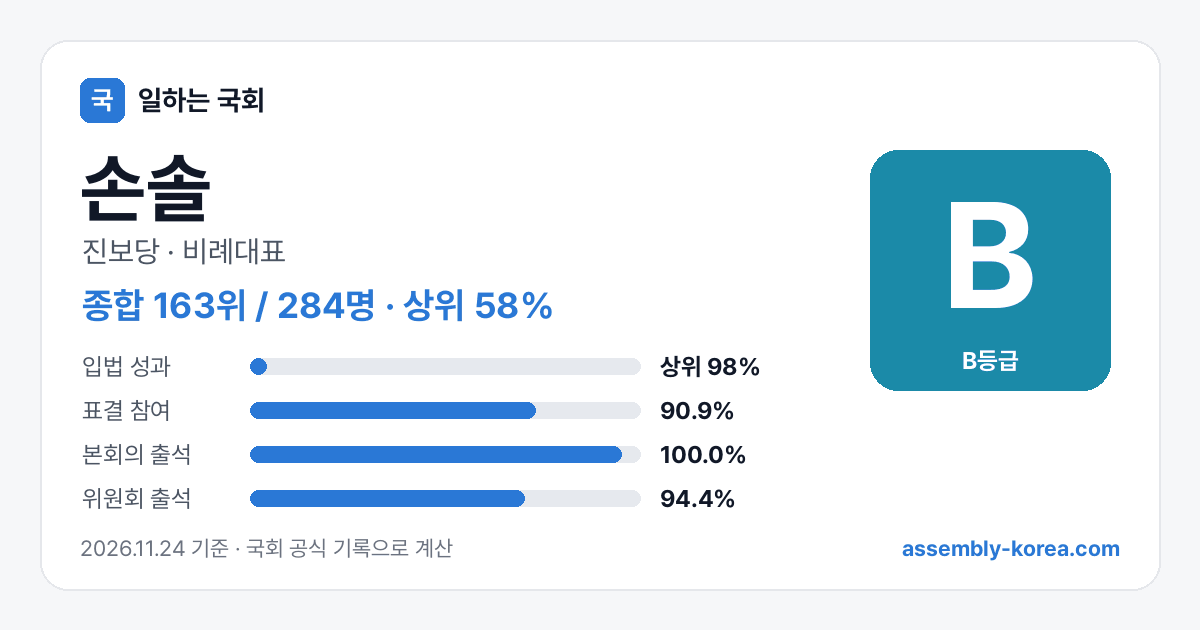 국 일하는 국회
손솔
진보당 · 비례대표
종합 163위 / 284명 · 상위 58%
B
B등급
입법 성과 상위 98%
표결 참여 90.9%
본회의 출석 100.0%
위원회 출석 94.4%
2026.11.24 기준 · 국회 공식 기록으로 계산
assembly-korea.com